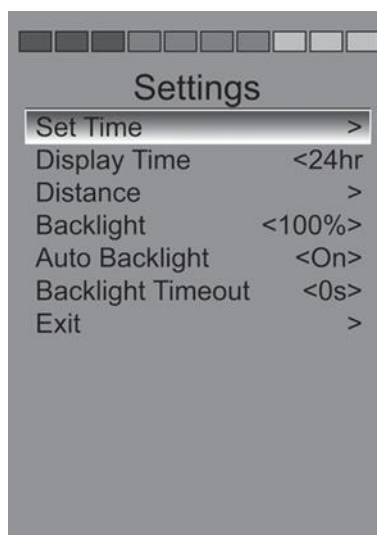 Settings
Set Time >
Display Time <24hr
Distance >
Backlight <100%>
Auto Backlight <On>
Backlight Timeout <0s>
Exit >